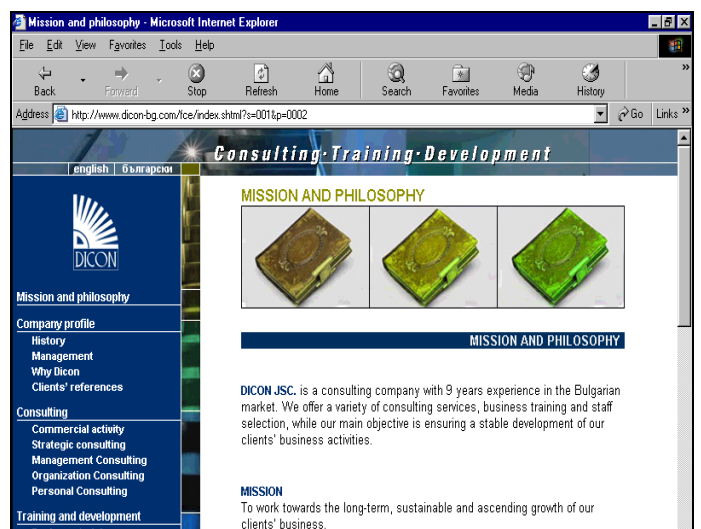 Mission and philosophy - Microsoft Internet Explorer
File Edit View Favorites Tools Help
Back Forward Stop Refresh Home Search Favorites Media History »
Address http://www.dicon-bg.com/fce/index.shtml?s=001&p=0002 Go Links »
Consulting·Training·Development
english | български
DICON
Mission and philosophy
Company profile
History
Management
Why Dicon
Clients' references
Consulting
Commercial activity
Strategic consulting
Management Consulting
Organization Consulting
Personal Consulting
Training and development
MISSION AND PHILOSOPHY
MISSION AND PHILOSOPHY
DICON JSC. is a consulting company with 9 years experience in the Bulgarian
market. We offer a variety of consulting services, business training and staff
selection, while our main objective is ensuring a stable development of our
clients' business activities.
MISSION
To work towards the long-term, sustainable and ascending growth of our
clients' business.